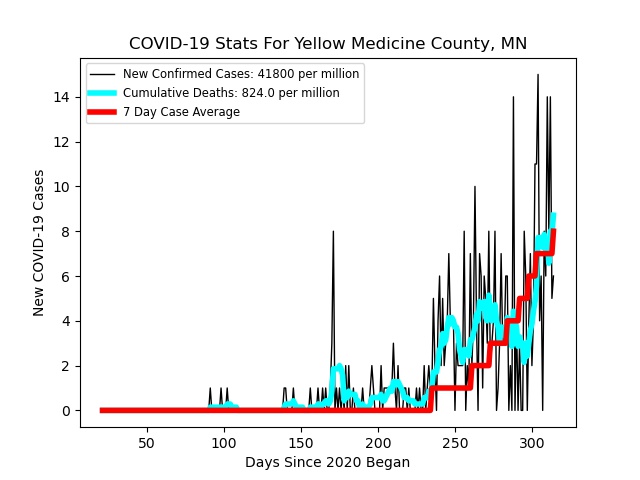 COVID-19 Stats For Yellow Medicine County, MN
New Confirmed Cases: 41800 per million
Cumulative Deaths: 824.0 per million
7 Day Case Average
New COVID-19 Cases
14
12
10
8
6
4
2
0
50 100 150 200 250 300
Days Since 2020 Began